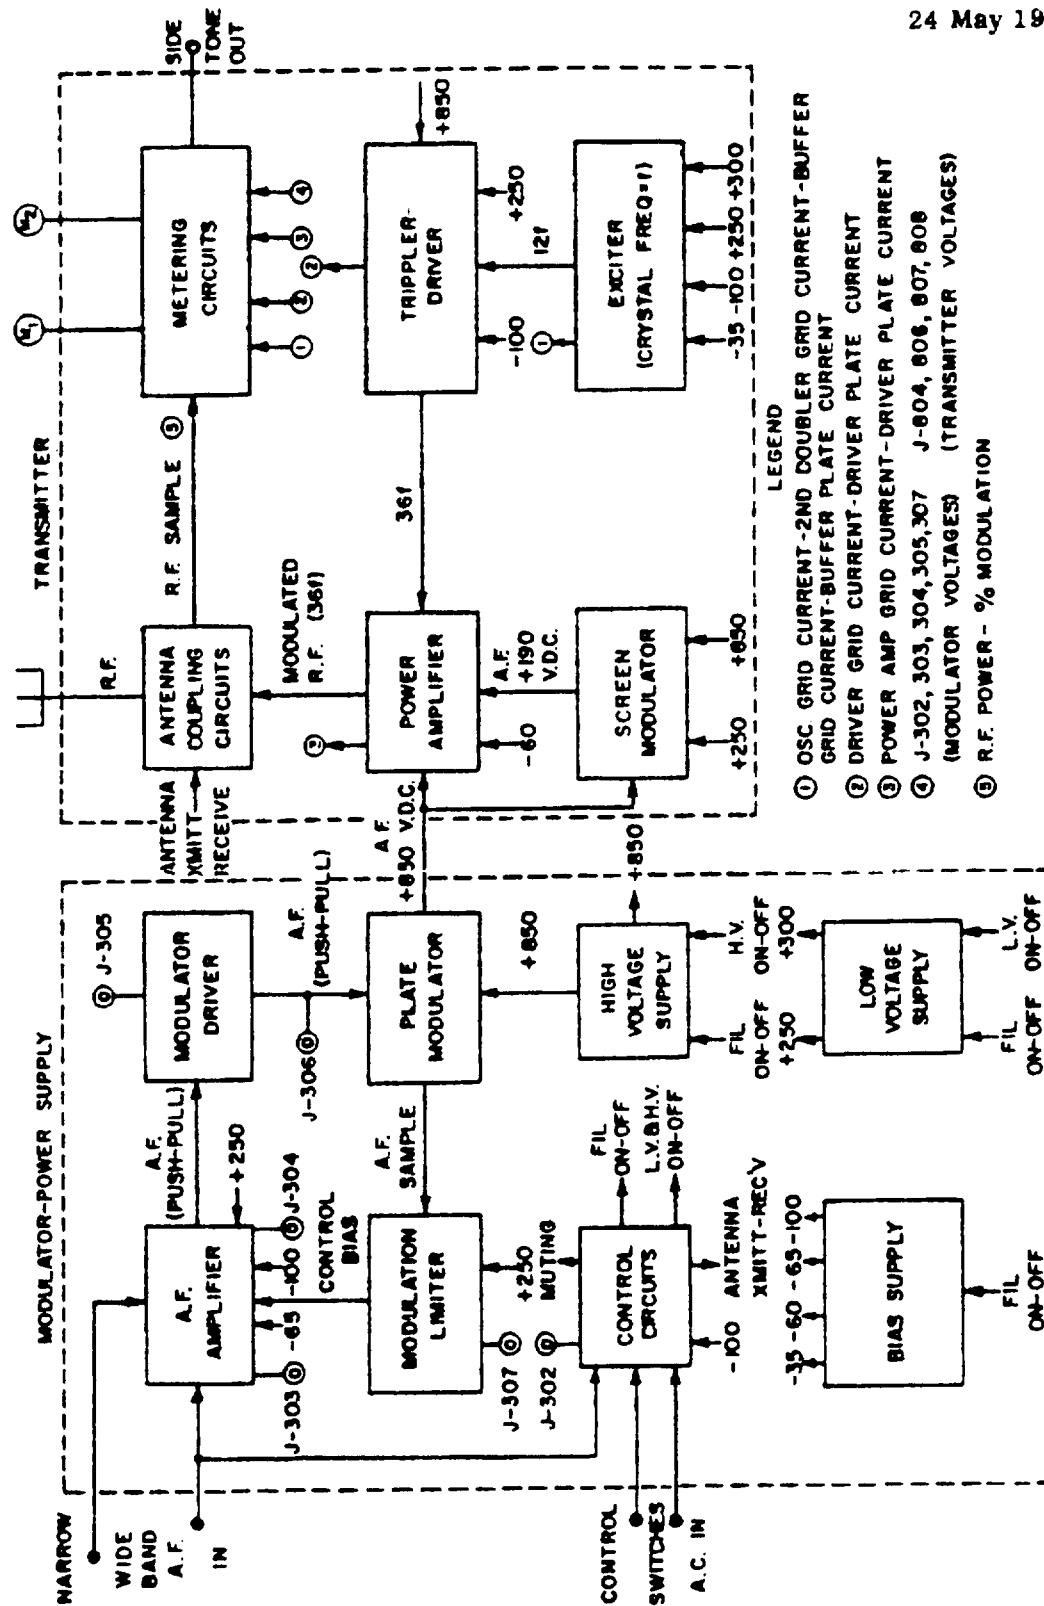 24 May 19
MODULATOR-POWER SUPPLY
TRANSMITTER
NARROW
WIDE
BAND
A.F.
IN
CONTROL
SWITCHES
A.C. IN
A.F.
AMPLIFIER
J-303
-65
-100
J-304
+250
A.F.
(PUSH-PULL)
MODULATOR
DRIVER
J-305
CONTROL
BIAS
J-306
A.F.
(PUSH-PULL)
MODULATION
LIMITER
J-307
+250
A.F.
SAMPLE
PLATE
MODULATOR
A F.
+850 V.D.C.
J-302
MUTING
CONTROL
CIRCUITS
FIL
ON-OFF
L.V.&H.V.
ON-OFF
-100
ANTENNA
XMITT-REC'V
+850
HIGH
VOLTAGE
SUPPLY
+850
FIL
ON-OFF
H.V.
ON-OFF
-35 -60 -65 -100
BIAS SUPPLY
FIL
ON-OFF
+250
+300
LOW
VOLTAGE
SUPPLY
FIL
ON-OFF
L.V.
ON-OFF
ANTENNA
XMITT
RECEIVE
R.F.
ANTENNA
COUPLING
CIRCUITS
R.F. SAMPLE 5
M1
M2
METERING
CIRCUITS
SIDE
TONE
OUT
1
2
3
4
MODULATED
R.F. (36f)
3
POWER
AMPLIFIER
-60
A.F.
+190
V.D.C.
36f
2
TRIPPLER-
DRIVER
+850
-100
+250
SCREEN
MODULATOR
+250
+850
1
12f
EXCITER
(CRYSTAL FREQ=f)
-35 -100 +250 +300
LEGEND
1 OSC. GRID CURRENT-2ND DOUBLER GRID CURRENT-BUFFER
GRID CURRENT-BUFFER PLATE CURRENT
2 DRIVER GRID CURRENT-DRIVER PLATE CURRENT
3 POWER AMP GRID CURRENT-DRIVER PLATE CURRENT
4 J-302, 303, 304, 305, 307 J-804, 806, 807, 808
(MODULATOR VOLTAGES) (TRANSMITTER VOLTAGES)
5 R.F. POWER - % MODULATION